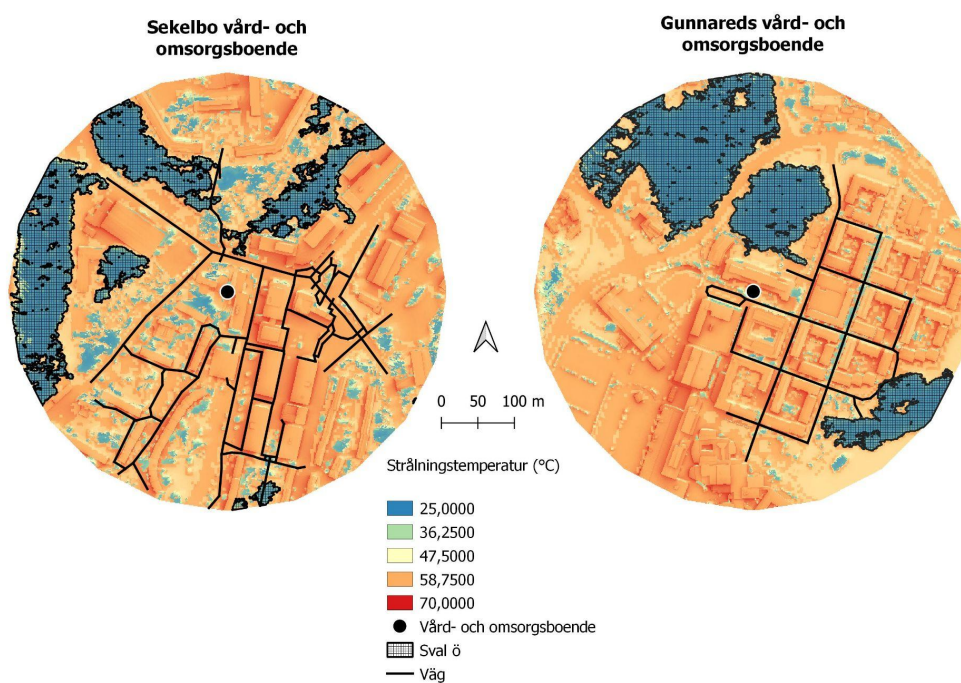 Sekelbo vård- och
omsorgsboende
Gunnareds vård- och
omsorgsboende
0 50 100 m
Strålningstemperatur (°C)
25,0000
36,2500
47,5000
58,7500
70,0000
Vård- och omsorgsboende
Sval ö
Väg